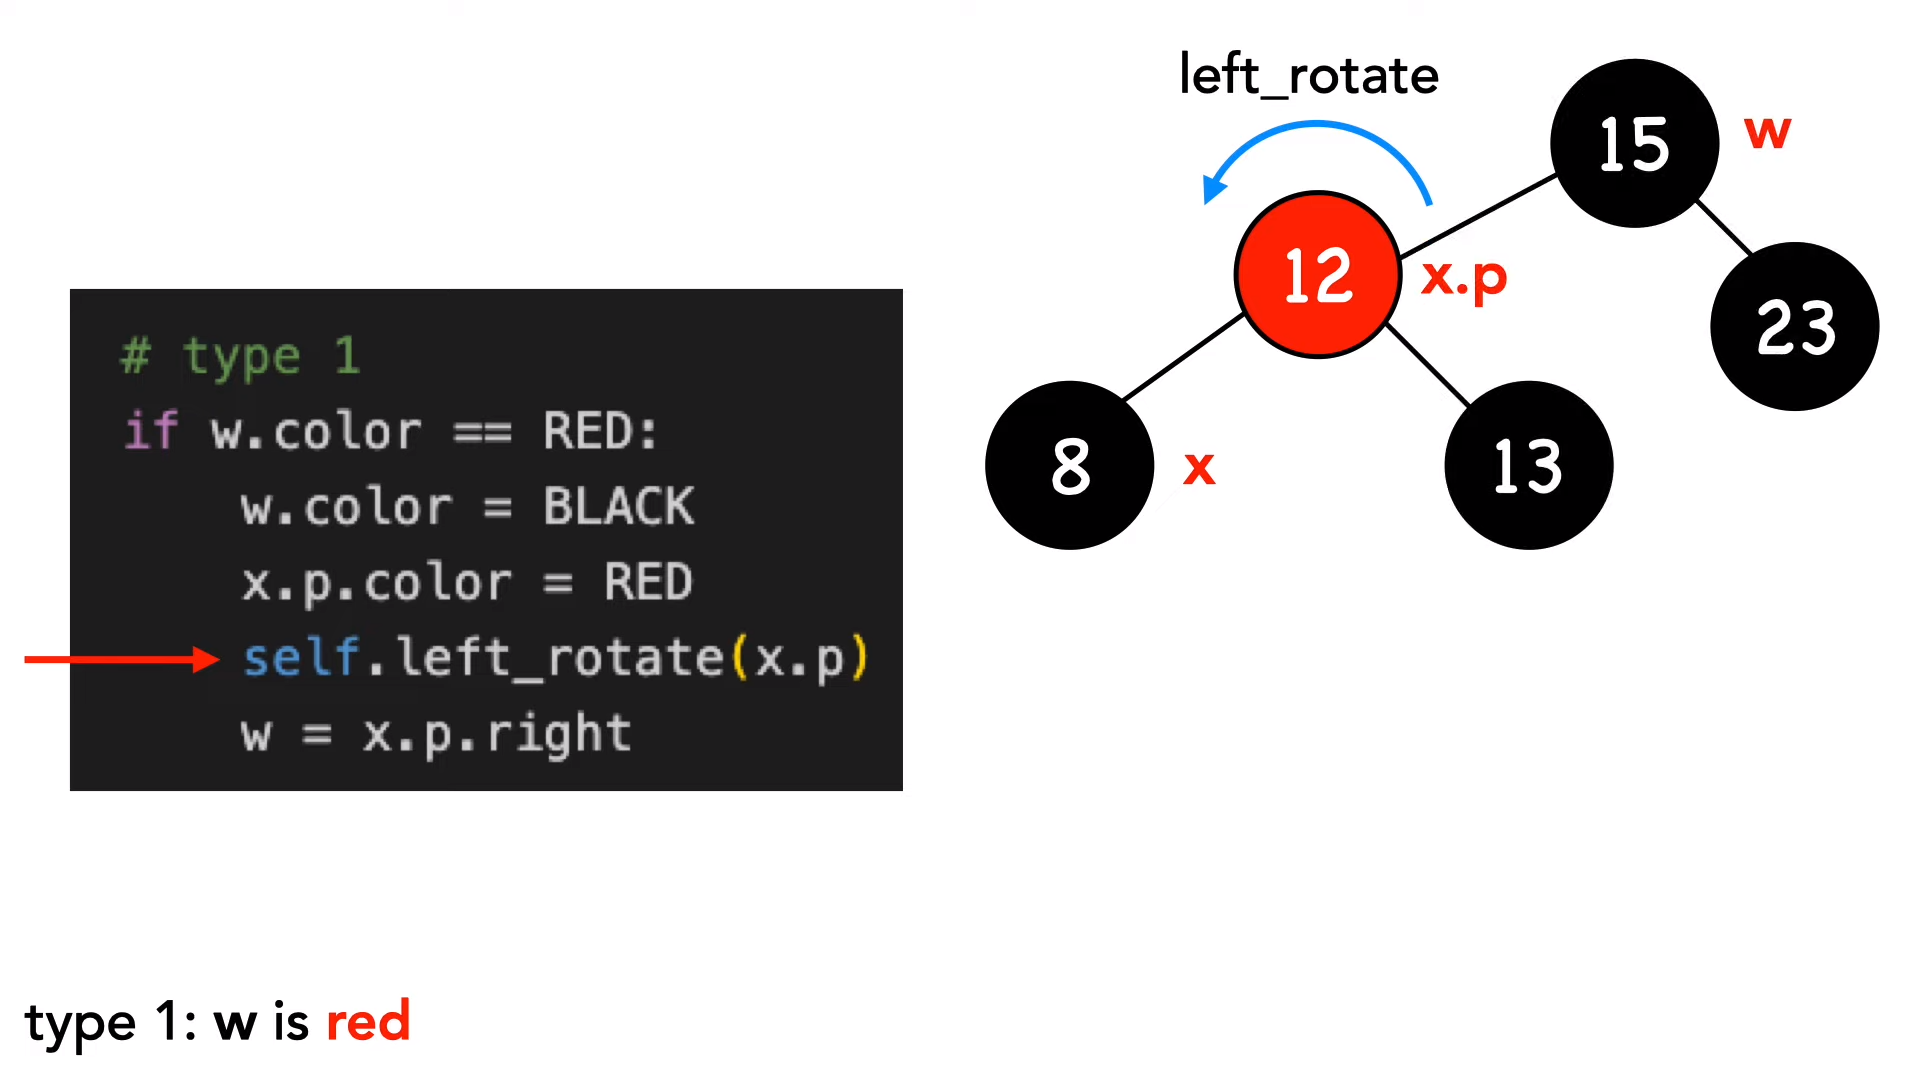 left_rotate
15
w
12
x.p
23
8
x
13
# type 1
if w.color == RED:
w.color = BLACK
x.p.color = RED
self.left_rotate(x.p)
w = x.p.right
type 1: w is red